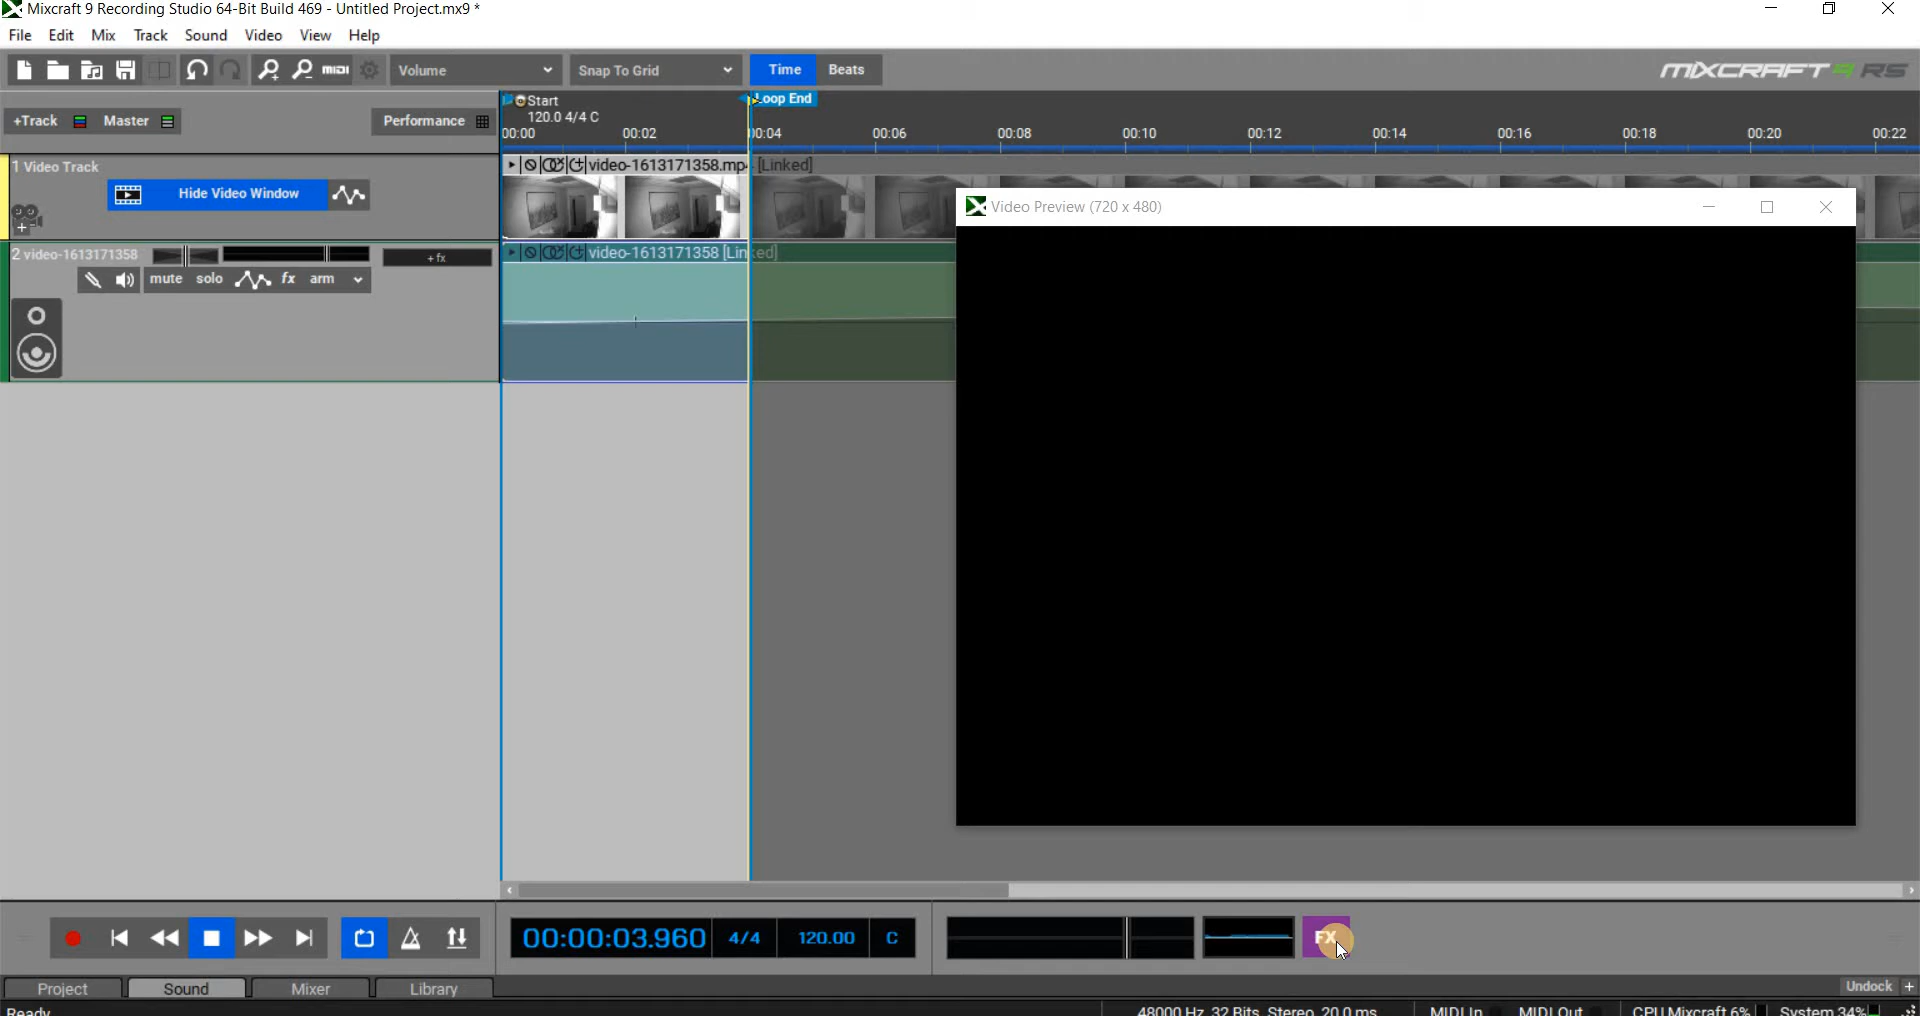 Mixcraft 9 Recording Studio 64-Bit Build 469 - Untitled Project.mx9 *
File Edit Mix Track Sound Video View Help
MIDI Volume Snap To Grid Time Beats MIXCRAFT 9 RS
+Track Master Performance
Start Loop End
120.0 4/4 C
00:00 00:02 00:04 00:06 00:08 00:10 00:12 00:14 00:16 00:18 00:20 00:22
1 Video Track
video-1613171358.mp4 [Linked]
Hide Video Window
Video Preview (720 x 480)
2 video-1613171358
+ fx
video-1613171358 [Linked]
mute solo fx arm
00:00:03.960 4/4 120.00 C FX
Project Sound Mixer Library Undock +
Ready 48000 Hz, 32 Bits, Stereo, 20.0 ms MIDI In MIDI Out CPU Mixcraft 6% System 34%